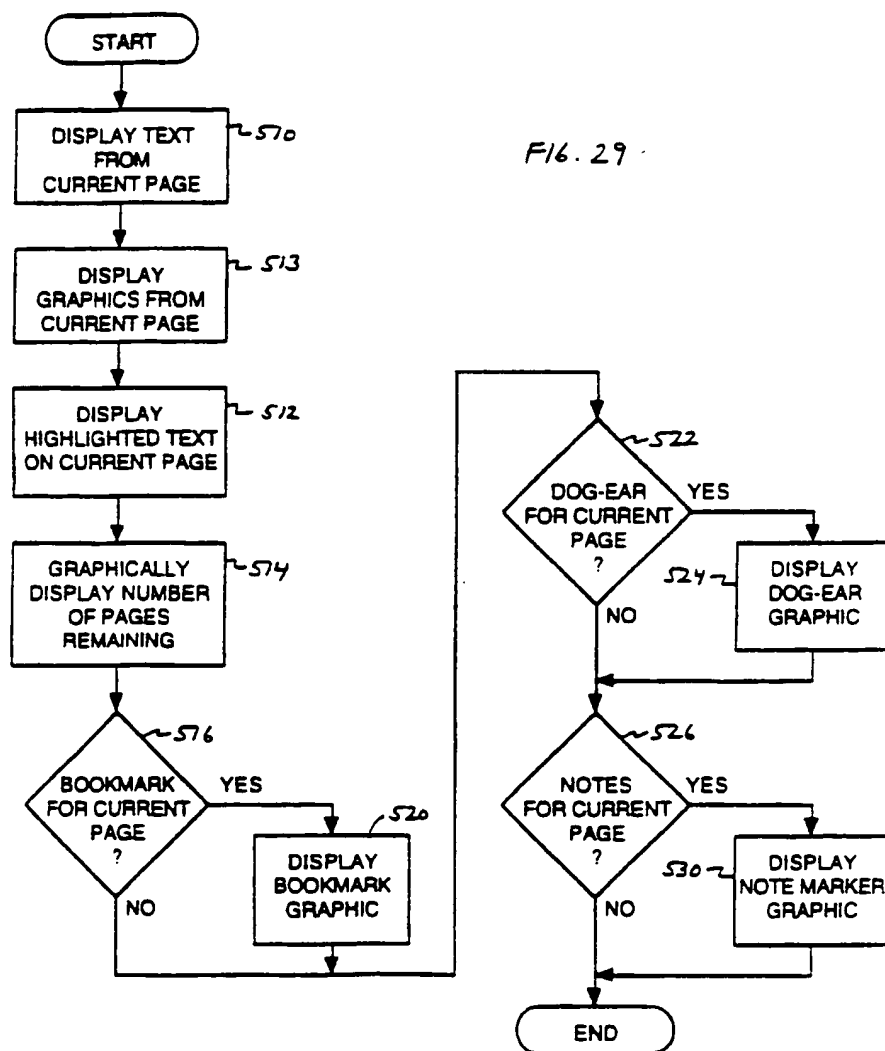 START
DISPLAY TEXT
FROM
CURRENT PAGE
510
FIG. 29
DISPLAY
GRAPHICS FROM
CURRENT PAGE
513
DISPLAY
HIGHLIGHTED TEXT
ON CURRENT PAGE
512
GRAPHICALLY
DISPLAY NUMBER
OF PAGES
REMAINING
514
BOOKMARK
FOR CURRENT
PAGE
?
516
YES
NO
DISPLAY
BOOKMARK
GRAPHIC
520
DOG-EAR
FOR CURRENT
PAGE
?
522
YES
NO
DISPLAY
DOG-EAR
GRAPHIC
524
NOTES
FOR CURRENT
PAGE
?
526
YES
NO
DISPLAY
NOTE MARKER
GRAPHIC
530
END